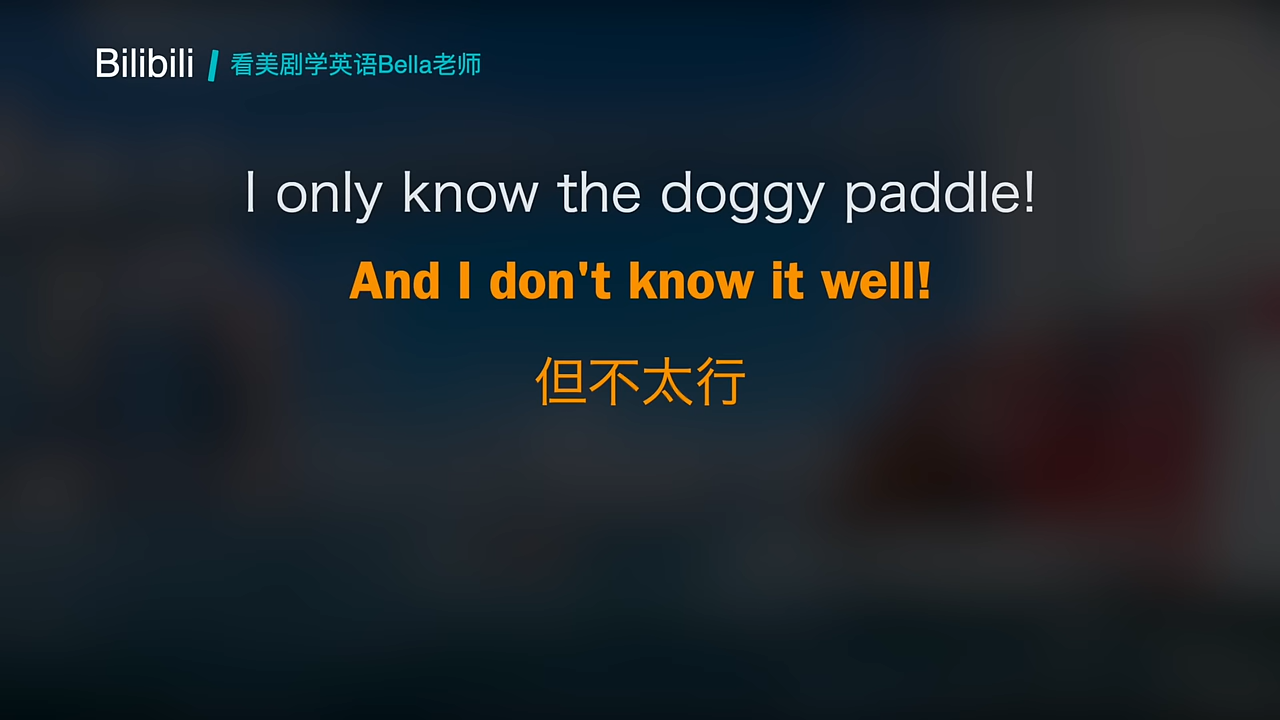 Bilibili / 看美剧学英语Bella老师
I only know the doggy paddle!
And I don't know it well!
但不太行